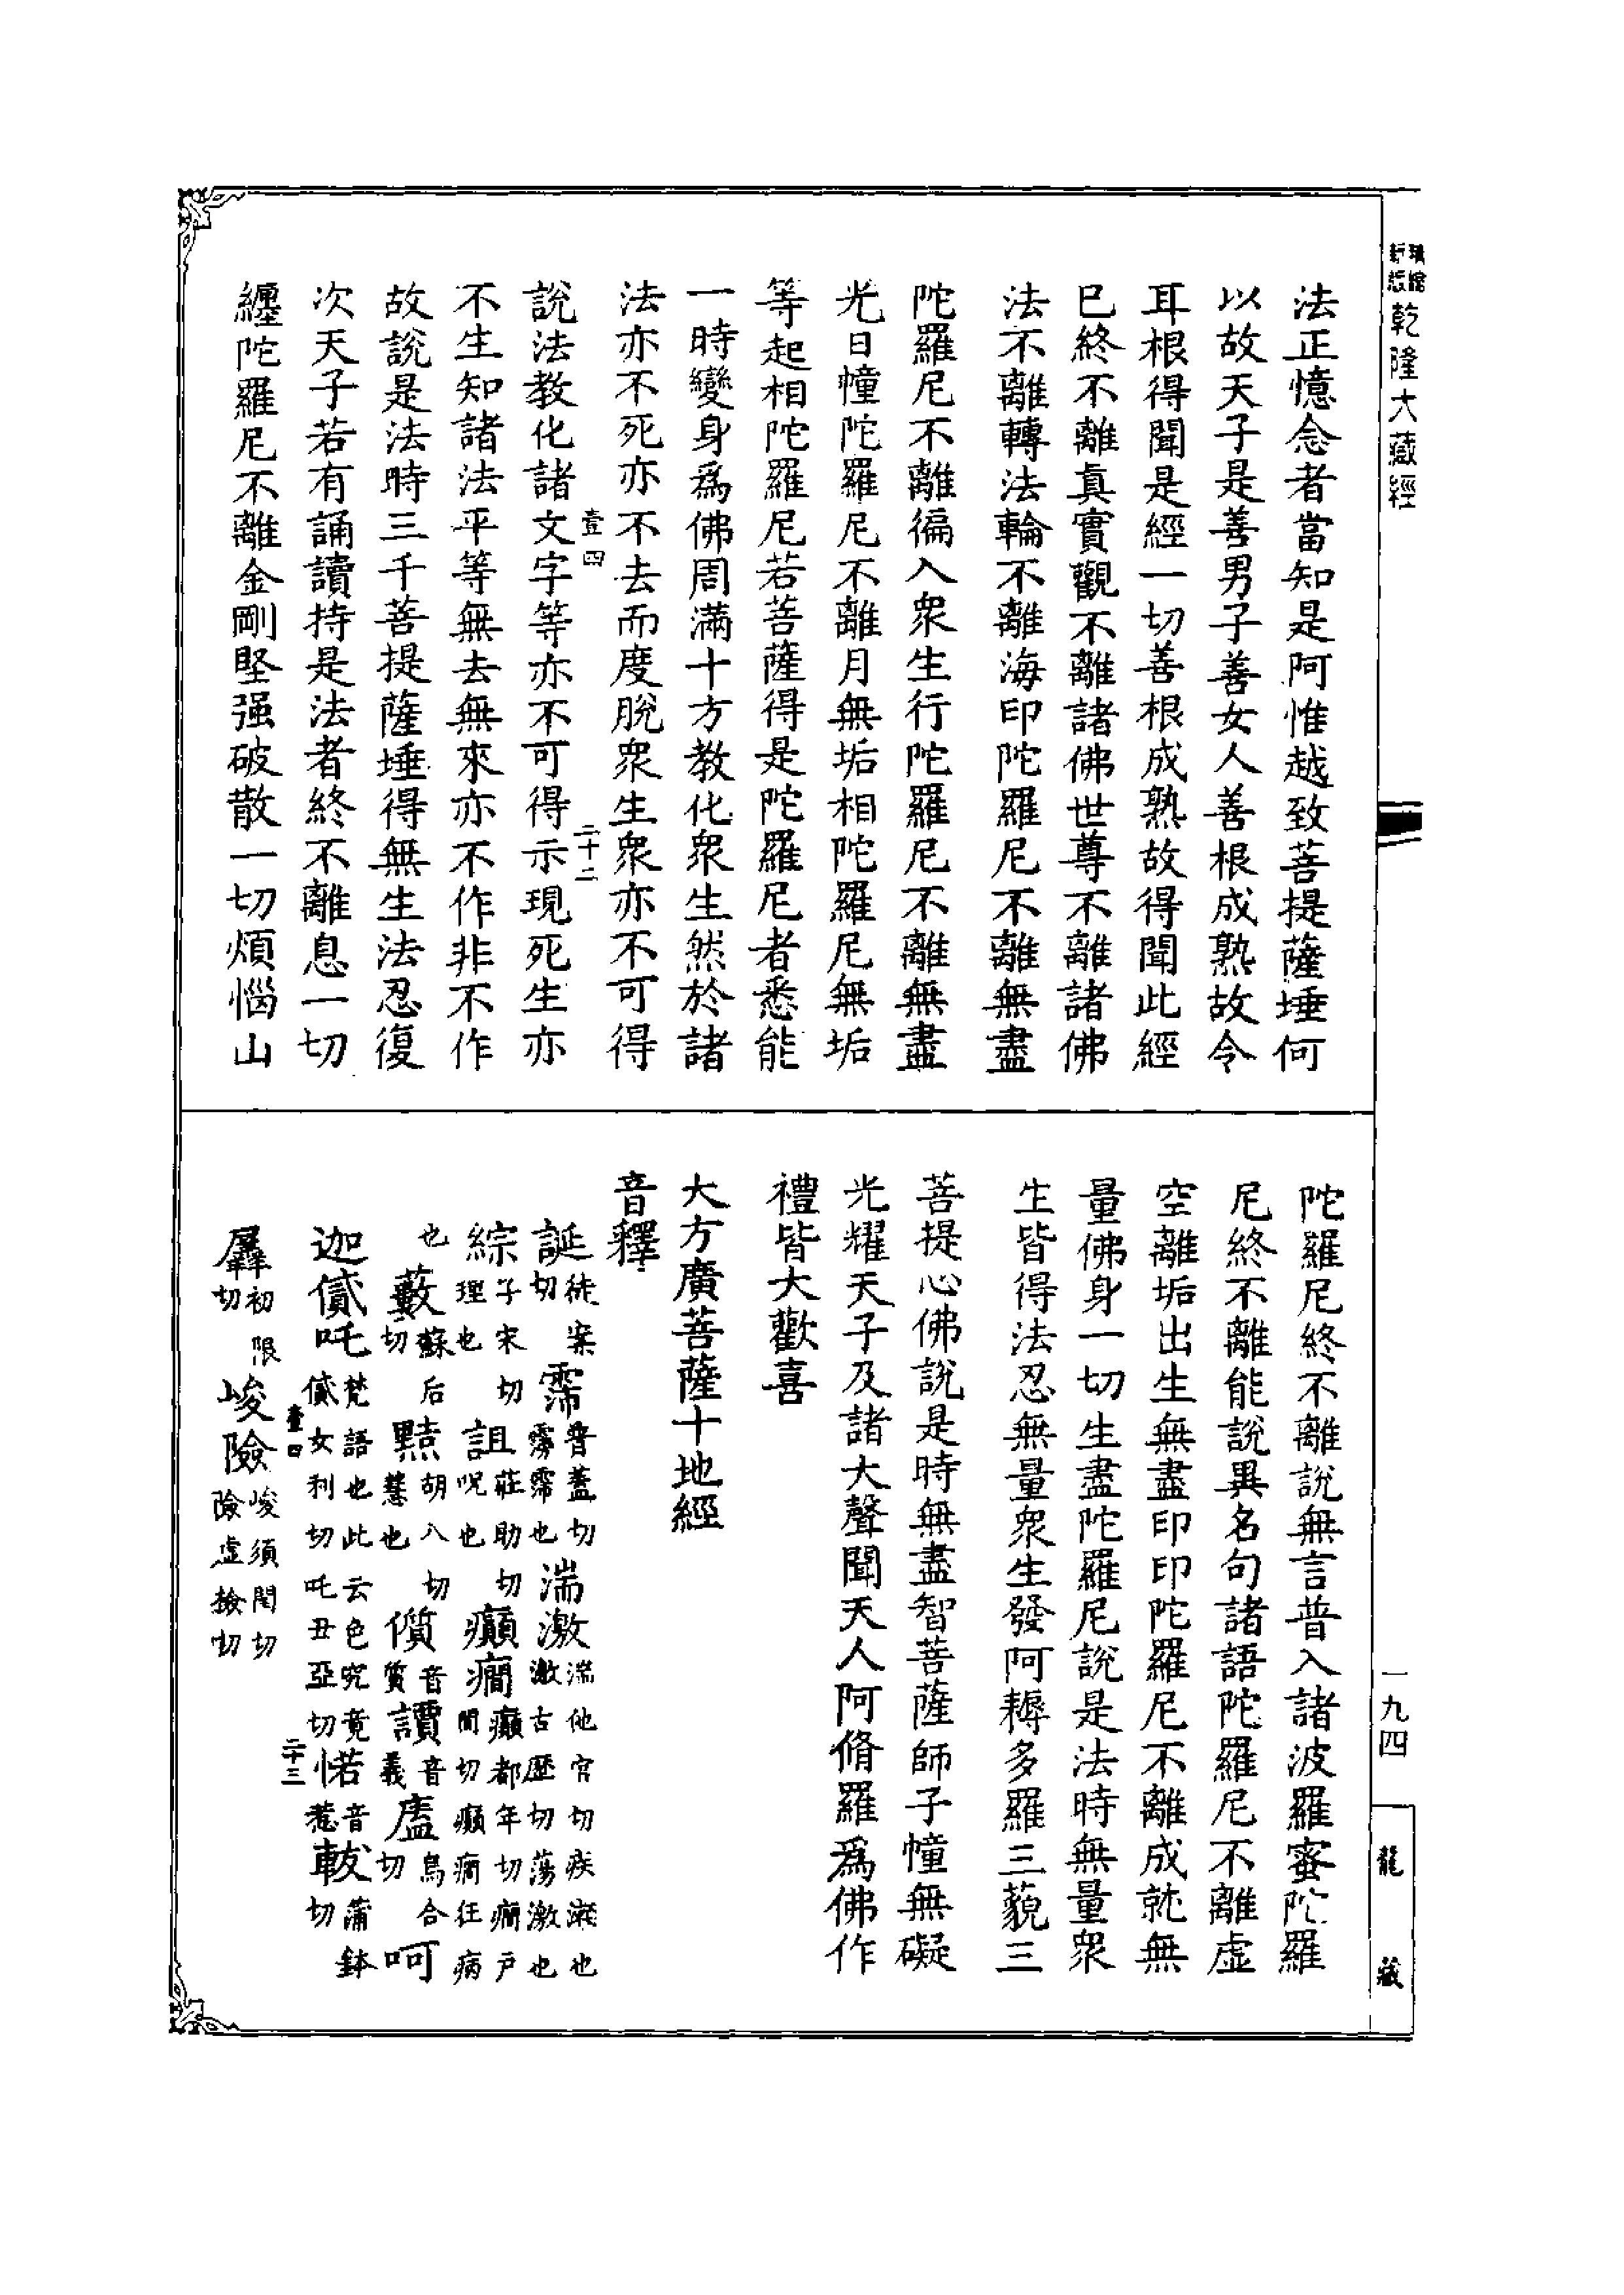 乾隆大藏經
法正憶念者當知是阿惟越致菩提薩埵何
以故天子是善男子善女人善根成熟故令
耳根得聞是經一切善根成熟故得聞此經
已終不離真實觀不離諸佛世尊不離諸佛
法不離轉法輪不離海印陀羅尼不離無盡
陀羅尼不離徧入衆生行陀羅尼不離無盡
光日幢陀羅尼不離月無垢相陀羅尼無垢
等起相陀羅尼若菩薩得是陀羅尼者悉能
一時變身爲佛周滿十方教化衆生然於諸
法亦不死亦不去而度脫衆生衆亦不可得
壹四
二十二
說法教化諸文字等亦不可得示現死生亦
不生知諸法平等無去無來亦不作非不作
故說是法時三千菩提薩埵得無生法忍復
次天子若有誦讀持是法者終不離息一切
纏陀羅尼不離金剛堅强破散一切煩惱山
陀羅尼終不離說無言普入諸波羅蜜陀羅
尼終不離能說異名句諸語陀羅尼不離虛
空離垢出生無盡印印陀羅尼不離成就無
量佛身一切生盡陀羅尼說是法時無量衆
生皆得法忍無量衆生發阿耨多羅三藐三
菩提心佛說是時無盡智菩薩師子幢無礙
光耀天子及諸大聲聞天人阿脩羅爲佛作
禮皆大歡喜
大方廣菩薩十地經
音釋
誕徒案切 霈普蓋切霶霈也 湍激湍他官切疾瀨也激古歷切蕩激也
綜子宋切理也 詛莊助切呪也 癲癇癲都年切癇戶間切癲癇狂病
也 藪蘇后切 黠胡八切慧也 儨音質 讉音義 廅烏合切 呵
迦儎吒梵語也此云色究竟儎女利切吒丑亞切 惹音惹 軷蒲鉢切
壹四
二十三
羼初限切 峻險峻須閏切險虛撿切
一九四
龍藏